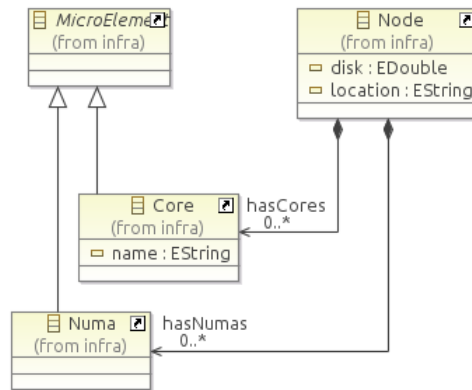 MicroElement
(from infra)
Node
(from infra)
disk : EDouble
location : EString
Core
(from infra)
name : EString
hasCores
0..*
Numa
(from infra)
hasNumas
0..*